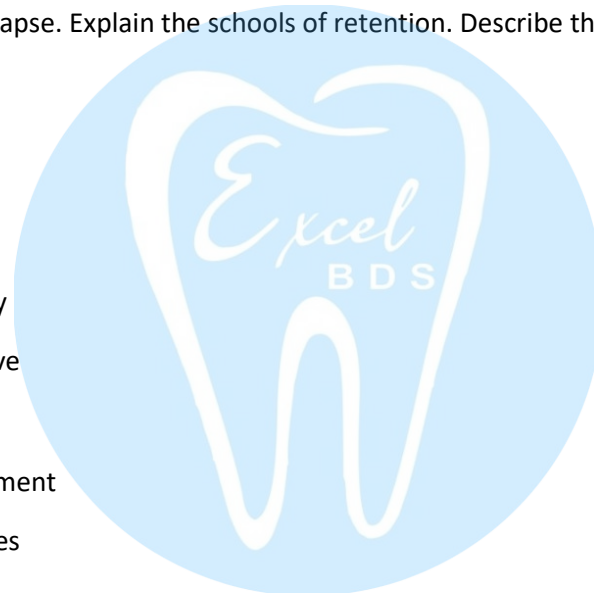 apse. Explain the schools of retention. Describe th
Excel
BDS
y
ve
ment
es